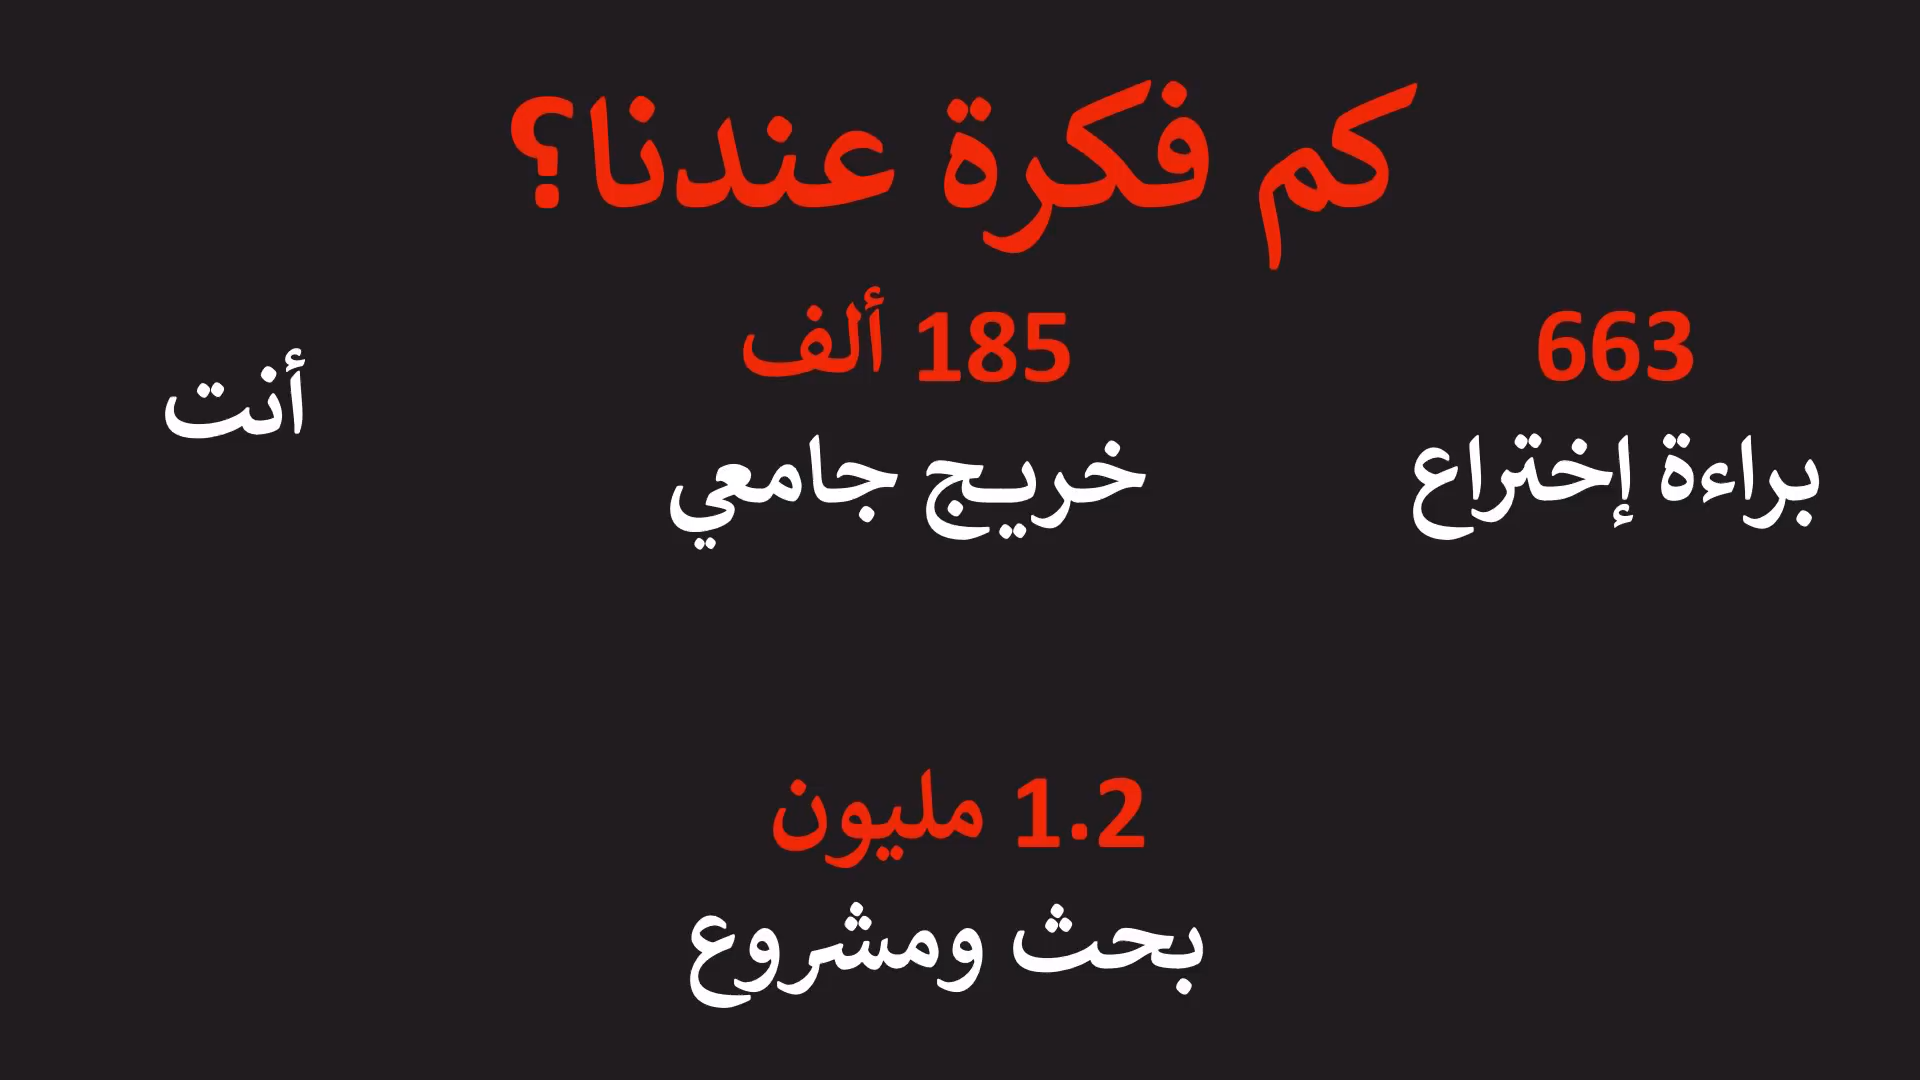 كم فكرة عندنا؟
663
براءة إختراع
185 ألف
خريج جامعي
أنت
1.2 مليون
بحث ومشروع